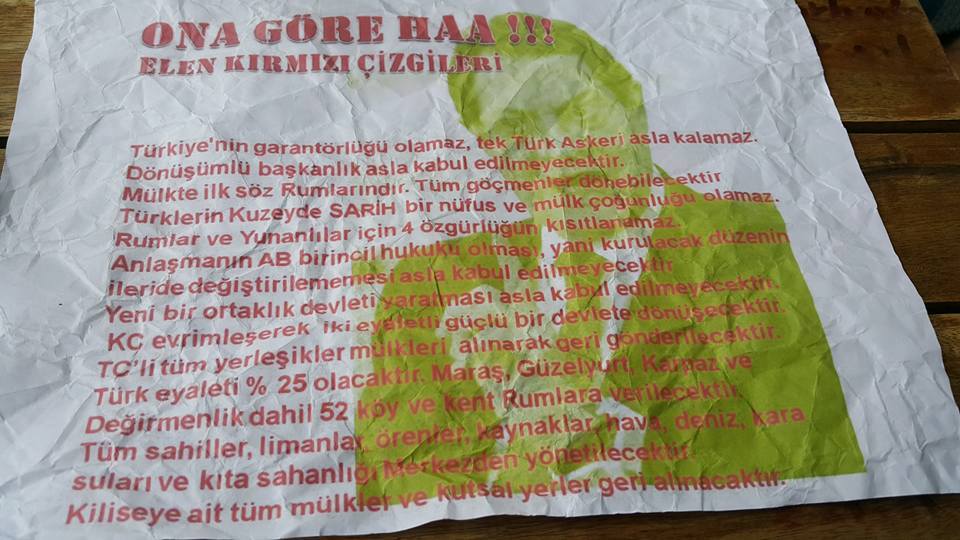 ONA GÖRE HAA !!!
ELEN KIRMIZI ÇİZGİLERİ
Türkiye'nin garantörlüğü olamaz, tek Türk Askeri asla kalamaz.
Dönüşümlü başkanlık asla kabul edilmeyecektir.
Mülkte ilk söz Rumlarındır. Tüm göçmenler dönebilecektir
Türklerin Kuzeyde SARİH bir nüfus ve mülk çoğunluğu olamaz.
Rumlar ve Yunanlılar için 4 özgürlüğün kısıtlanamaz.
Anlaşmanın AB birincil hukuku olması, yani kurulacak düzenin
ileride değiştirilememesi asla kabul edilmeyecektir
Yeni bir ortaklık devleti yaratması asla kabul edilmeyecektir.
KC evrimleşerek iki eyaletli güçlü bir devlete dönüşecektir.
TC'li tüm yerleşikler mülkleri alınarak geri gönderilecektir.
Türk eyaleti % 25 olacaktır. Maraş, Güzelyurt, Karpaz ve
Değirmenlik dahil 52 köy ve kent Rumlara verilecektir.
Tüm sahiller, limanlar, örenler, kaynaklar, hava, deniz, kara
suları ve kıta sahanlığı Merkezden yönetilecektir.
Kiliseye ait tüm mülkler ve kutsal yerler geri alınacaktır.